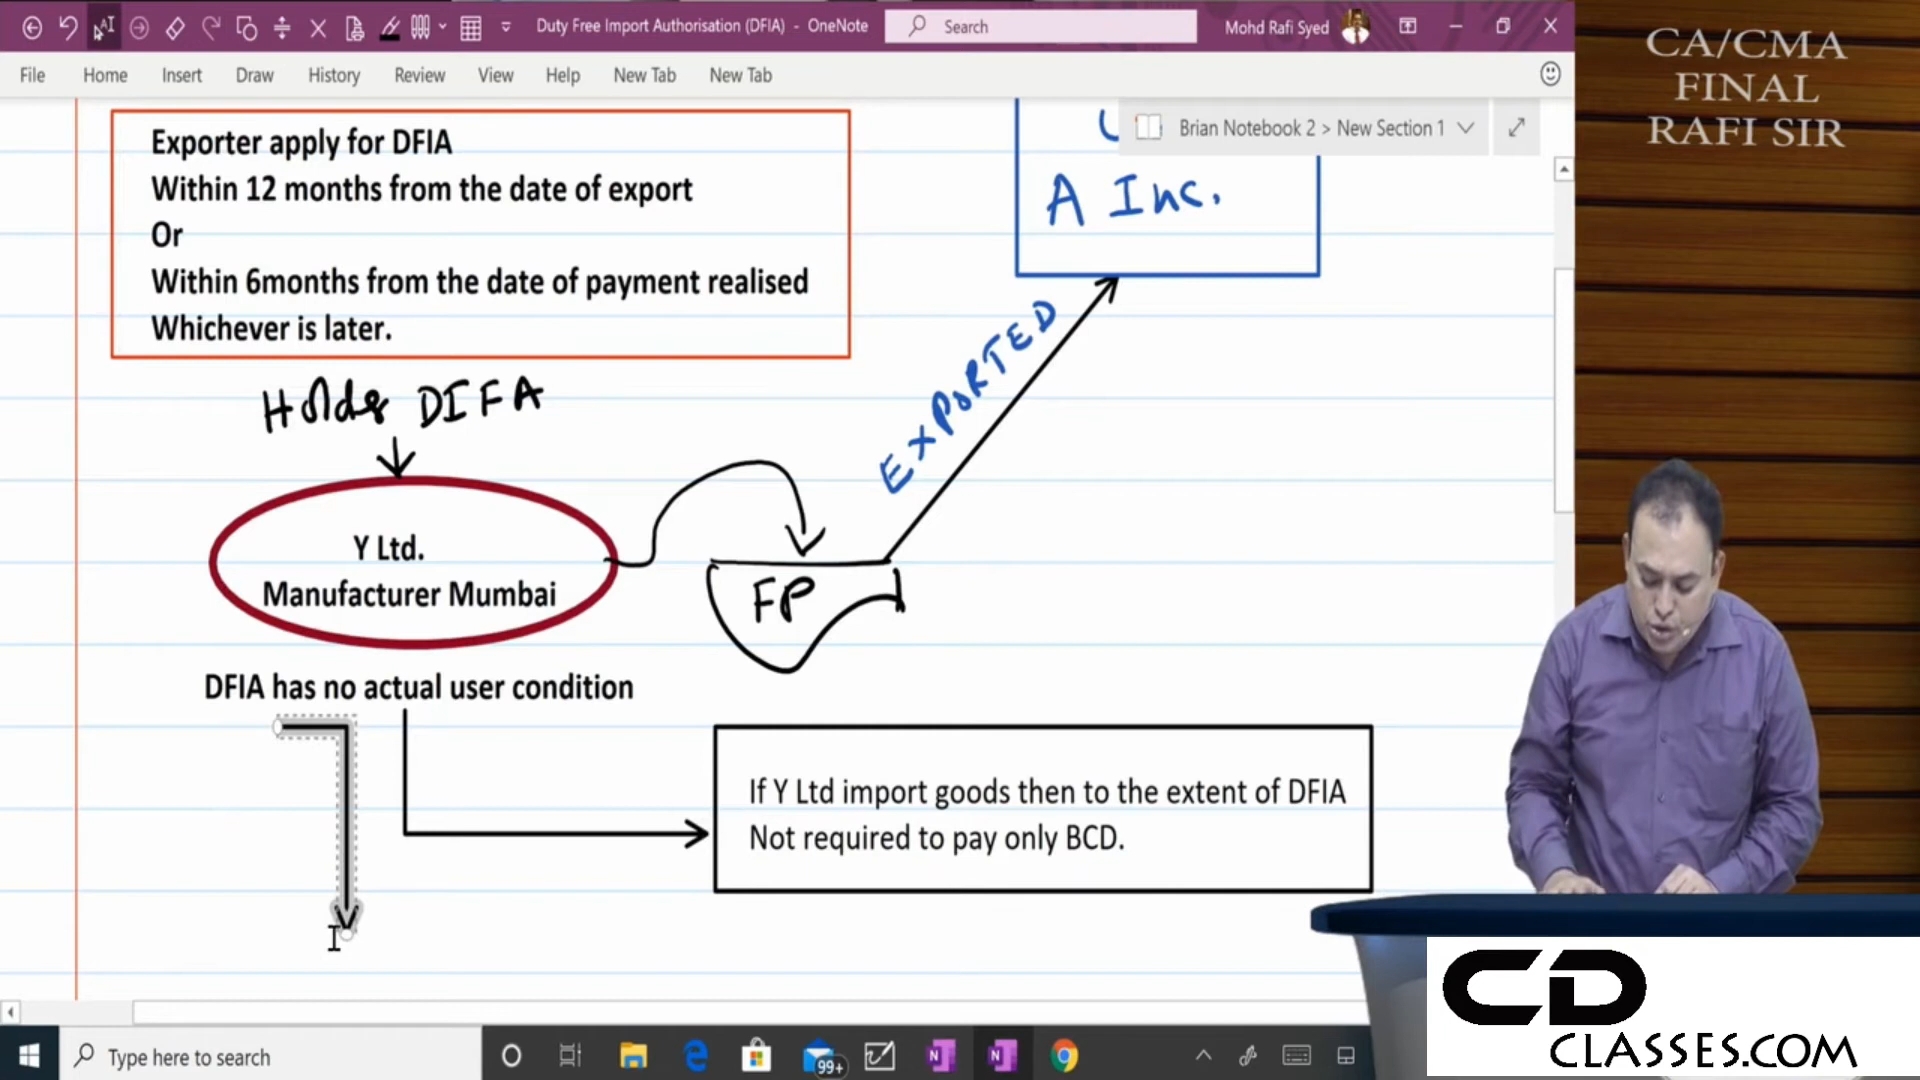 Duty Free Import Authorisation (DFIA) - OneNote
Search
Mohd Rafi Syed
File Home Insert Draw History Review View Help New Tab New Tab
Brian Notebook 2 > New Section 1
Exporter apply for DFIA
Within 12 months from the date of export
Or
Within 6months from the date of payment realised
Whichever is later.
A Inc.
EXPORTED
Holds DIFA
Y Ltd.
Manufacturer Mumbai
FP
DFIA has no actual user condition
If Y Ltd import goods then to the extent of DFIA
Not required to pay only BCD.
CA/CMA
FINAL
RAFI SIR
CD
CLASSES.COM
Type here to search
99+